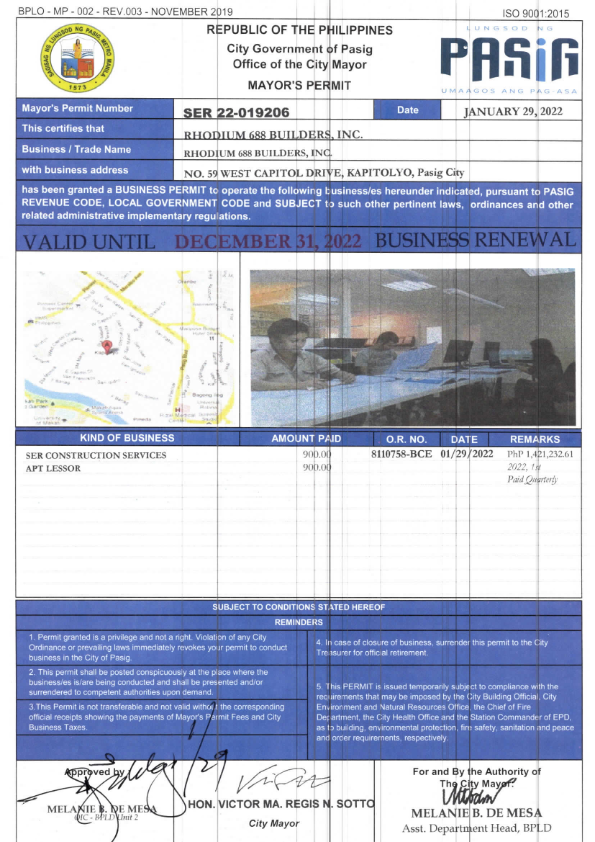 BPLO - MP - 002 - REV.003 - NOVEMBER 2019
ISO 9001:2015
REPUBLIC OF THE PHILIPPINES
City Government of Pasig
Office of the City Mayor
MAYOR'S PERMIT
LUNGSOD NG
PASIG
UMAAGOS ANG PAG-ASA
Mayor's Permit Number
SER 22-019206
Date
JANUARY 29, 2022
This certifies that
RHODIUM 688 BUILDERS, INC.
Business / Trade Name
RHODIUM 688 BUILDERS, INC.
with business address
NO. 59 WEST CAPITOL DRIVE, KAPITOLYO, Pasig City
has been granted a BUSINESS PERMIT to operate the following business/es hereunder indicated, pursuant to PASIG
REVENUE CODE, LOCAL GOVERNMENT CODE and SUBJECT to such other pertinent laws, ordinances and other
related administrative implementary regulations.
VALID UNTIL DECEMBER 31, 2022 BUSINESS RENEWAL
KIND OF BUSINESS AMOUNT PAID O.R. NO. DATE REMARKS
SER CONSTRUCTION SERVICES 900.00 8110758-BCE 01/29/2022 PhP 1,421,232.61
APT LESSOR 900.00 2022, 1st
Paid Quarterly
SUBJECT TO CONDITIONS STATED HEREOF
REMINDERS
1. Permit granted is a privilege and not a right. Violation of any City
Ordinance or prevailing laws immediately revokes your permit to conduct
business in the City of Pasig.
2. This permit shall be posted conspicuously at the place where the
business/es is/are being conducted and shall be presented and/or
surrendered to competent authorities upon demand.
3.This Permit is not transferable and not valid without the corresponding
official receipts showing the payments of Mayor's Permit Fees and City
Business Taxes.
4. In case of closure of business, surrender this permit to the City
Treasurer for official retirement.
5. This PERMIT is issued temporarily subject to compliance with the
requirements that may be imposed by the City Building Official, City
Environment and Natural Resources Office, the Chief of Fire
Department, the City Health Office and the Station Commander of EPD,
as to building, environmental protection, fire safety, sanitation and peace
and order requirements, respectively.
Approved by
MELANIE B. DE MESA
OIC - BPLD Unit 2
HON. VICTOR MA. REGIS N. SOTTO
City Mayor
For and By the Authority of
The City Mayor:
MELANIE B. DE MESA
Asst. Department Head, BPLD